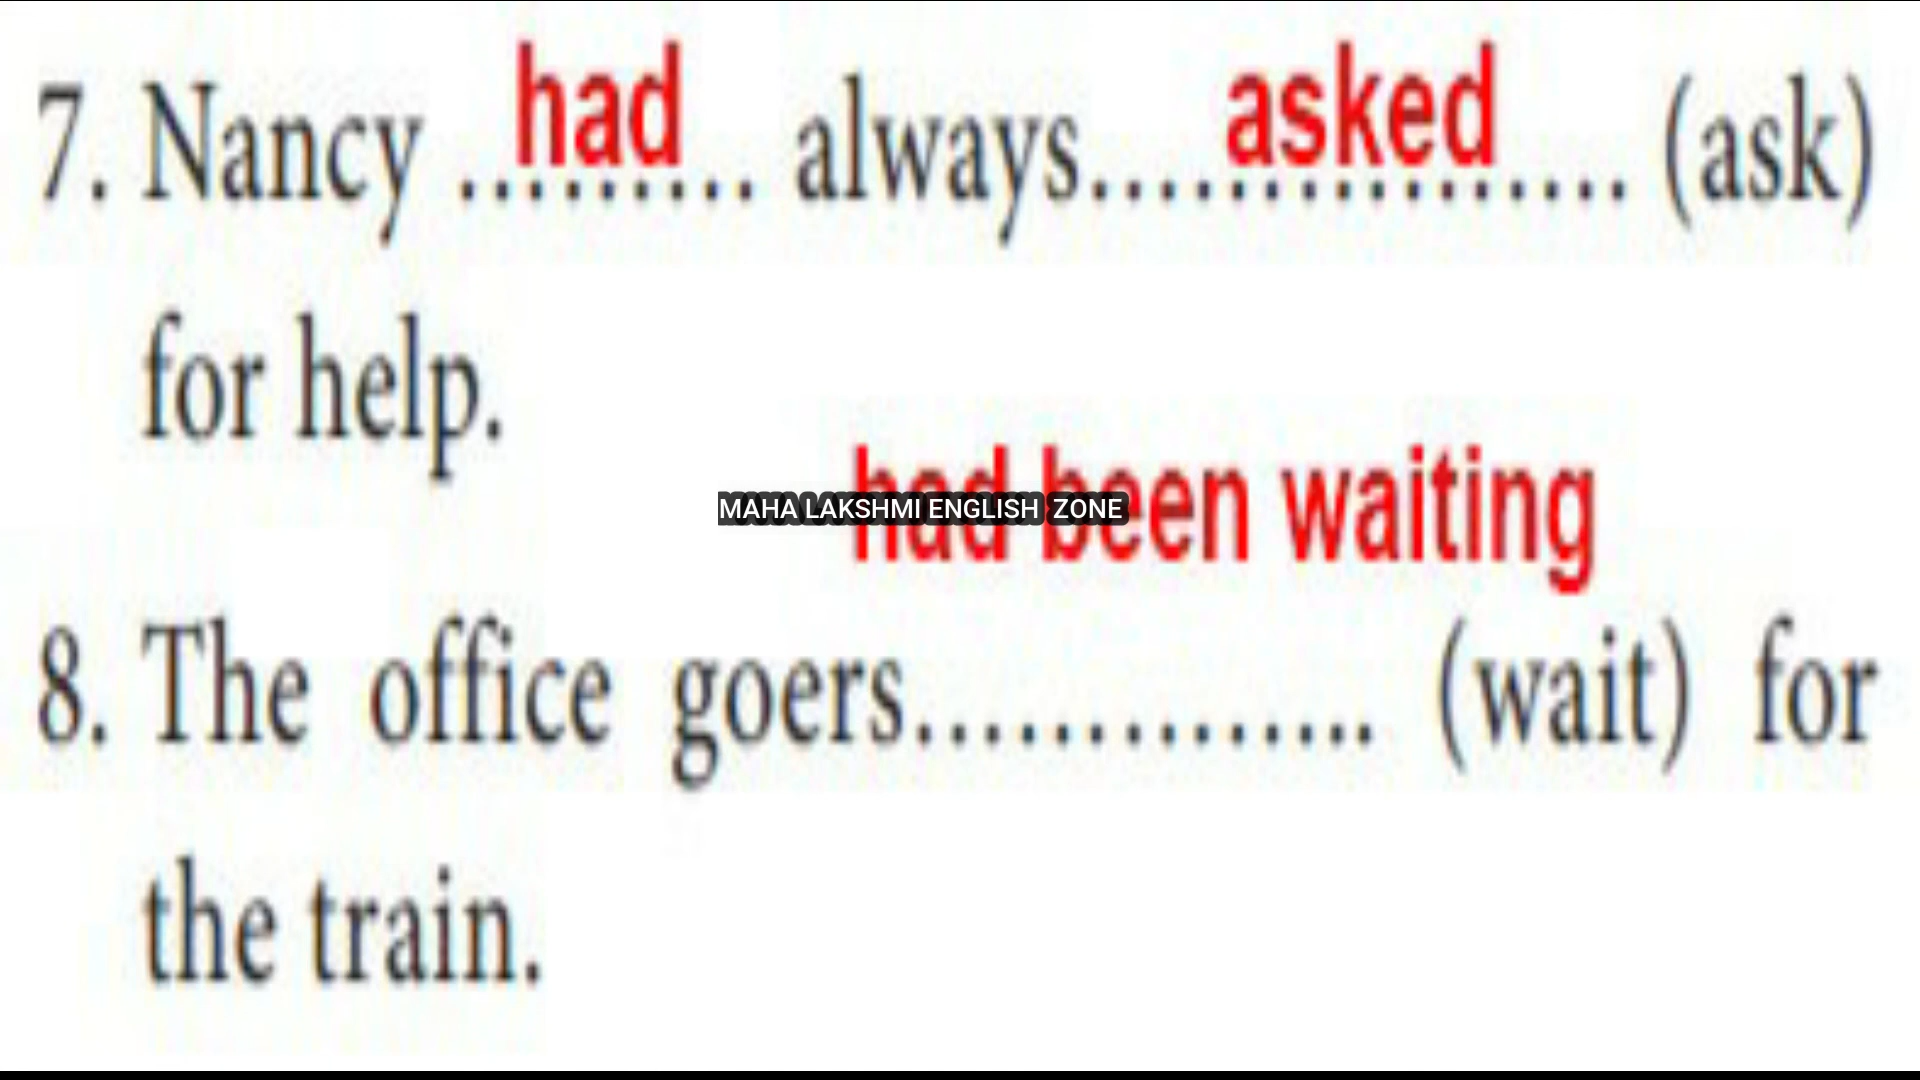 7. Nancy ......... had always................ asked (ask)
for help.
had been waiting
MAHA LAKSHMI ENGLISH ZONE
8. The office goers.............. (wait) for
the train.